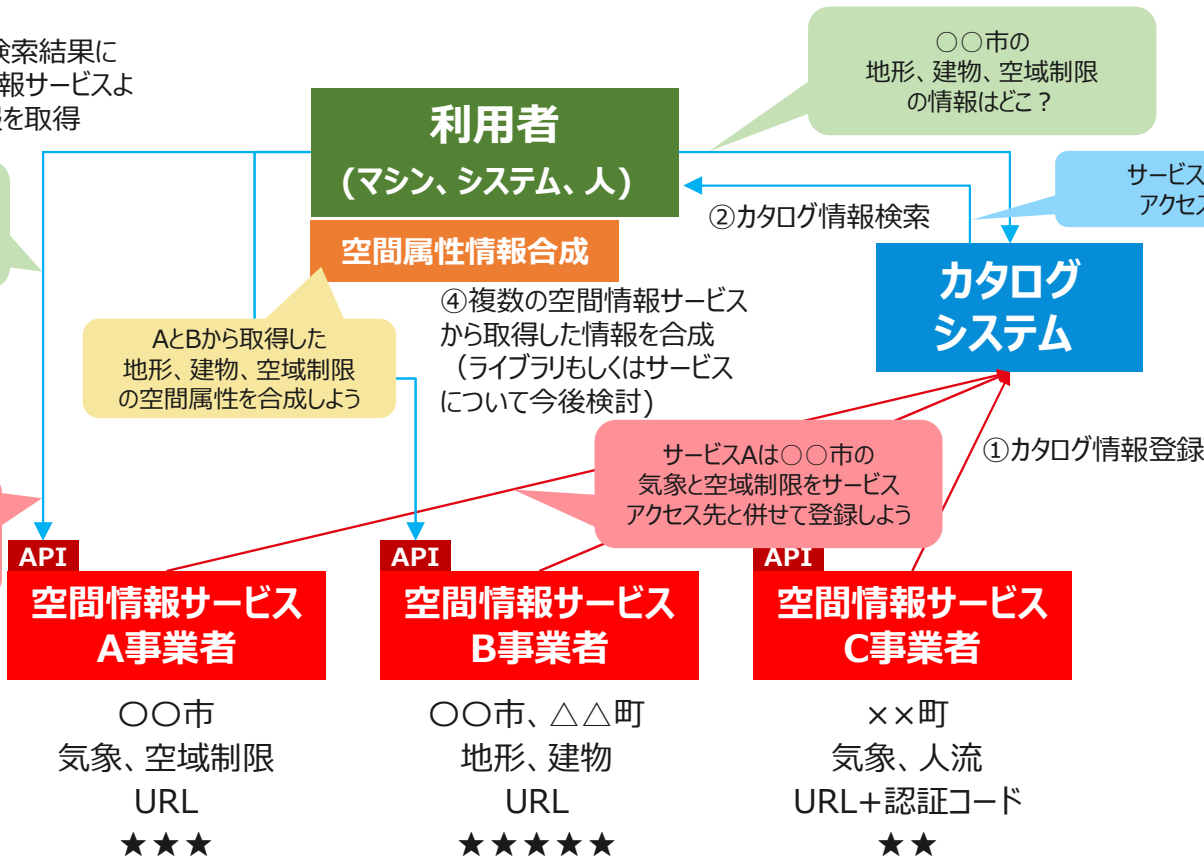 検索結果に
報サービスよ
を取得
利用者
(マシン、システム、人)
空間属性情報合成
〇〇市の
地形、建物、空域制限
の情報はどこ？
サービス
アクセス
②カタログ情報検索
カタログ
システム
④複数の空間情報サービス
から取得した情報を合成
（ライブラリもしくはサービス
について今後検討)
AとBから取得した
地形、建物、空域制限
の空間属性を合成しよう
サービスAは〇〇市の
気象と空域制限をサービス
アクセス先と併せて登録しよう
①カタログ情報登録
API
空間情報サービス
A事業者
〇〇市
気象、空域制限
URL
★★★
API
空間情報サービス
B事業者
〇〇市、△△町
地形、建物
URL
★★★★★
API
空間情報サービス
C事業者
××町
気象、人流
URL+認証コード
★★